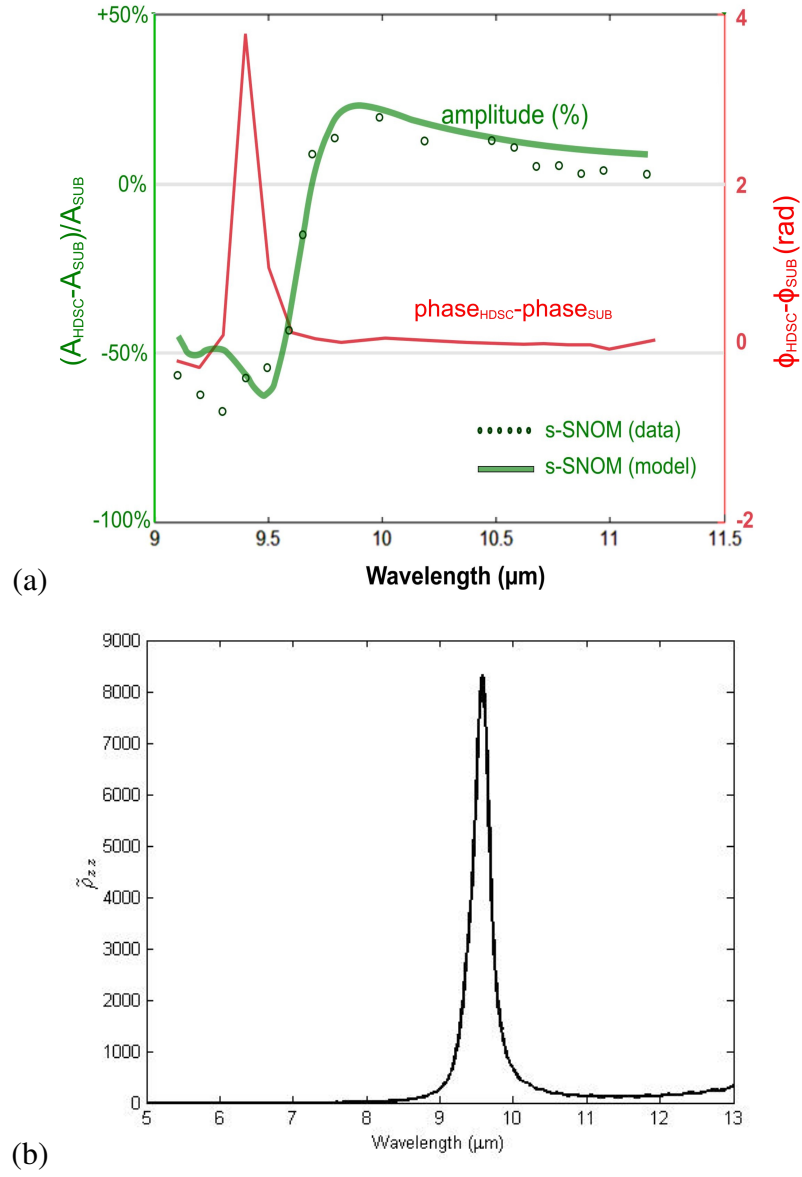 +50%
0%
-50%
-100%
(A_HDSC-A_SUB)/A_SUB
4
2
0
-2
ϕ_HDSC-ϕ_SUB (rad)
amplitude (%)
phase_HDSC-phase_SUB
s-SNOM (data)
s-SNOM (model)
9 9.5 10 10.5 11 11.5
Wavelength (μm)
(a)
9000
8000
7000
6000
5000
4000
3000
2000
1000
0
ρ̃_zz
5 6 7 8 9 10 11 12 13
Wavelength (μm)
(b)